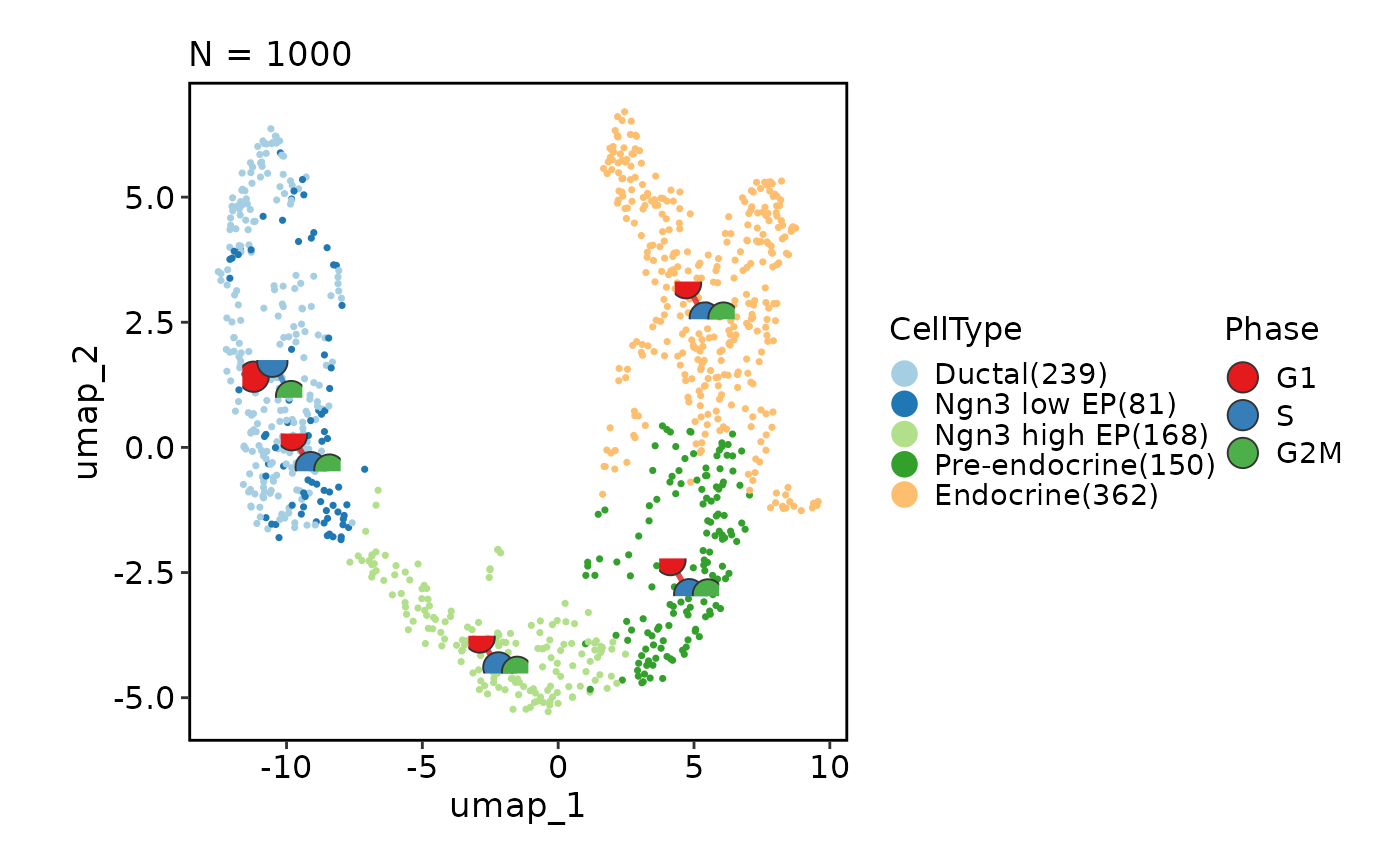 N = 1000
5.0
2.5
0.0
-2.5
-5.0
umap_2
-10
-5
0
5
10
umap_1
CellType
Ductal(239)
Ngn3 low EP(81)
Ngn3 high EP(168)
Pre-endocrine(150)
Endocrine(362)
Phase
G1
S
G2M